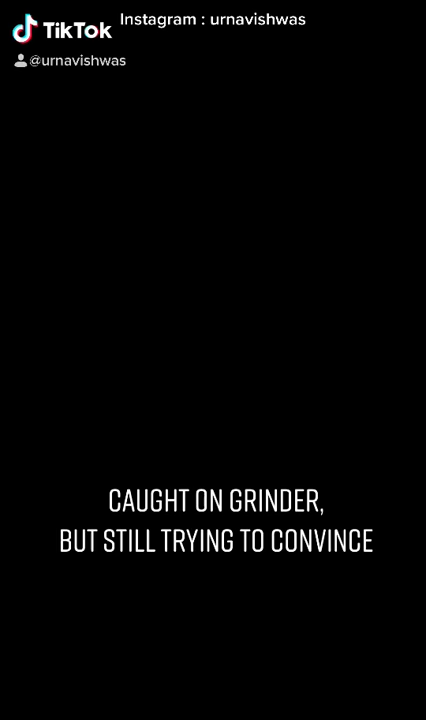 TikTok
Instagram : urnavishwas
@urnavishwas
CAUGHT ON GRINDER,
BUT STILL TRYING TO CONVINCE